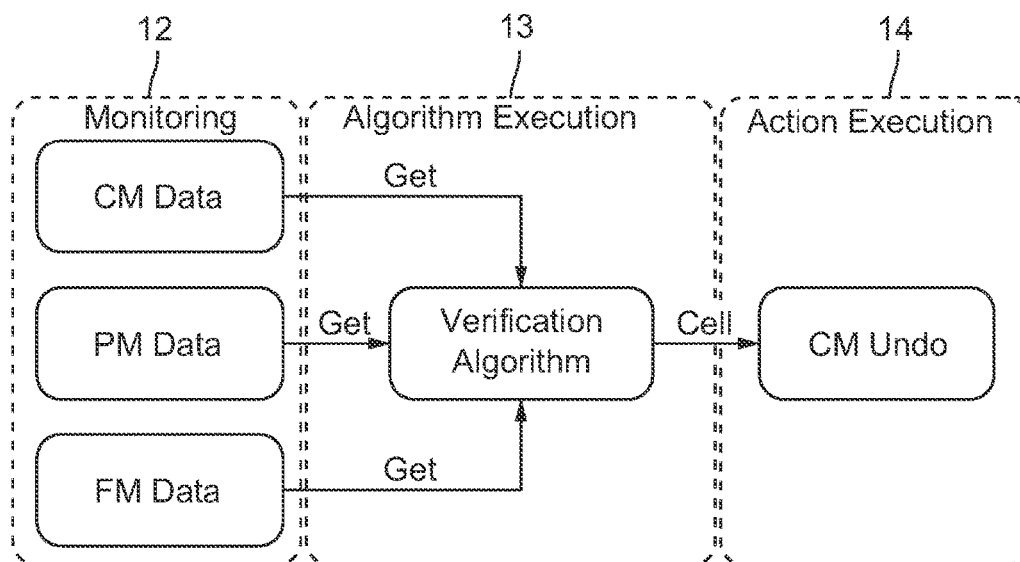 12
13
14
Monitoring
Algorithm Execution
Action Execution
CM Data
Get
PM Data
Get
Verification
Algorithm
Cell
CM Undo
FM Data
Get